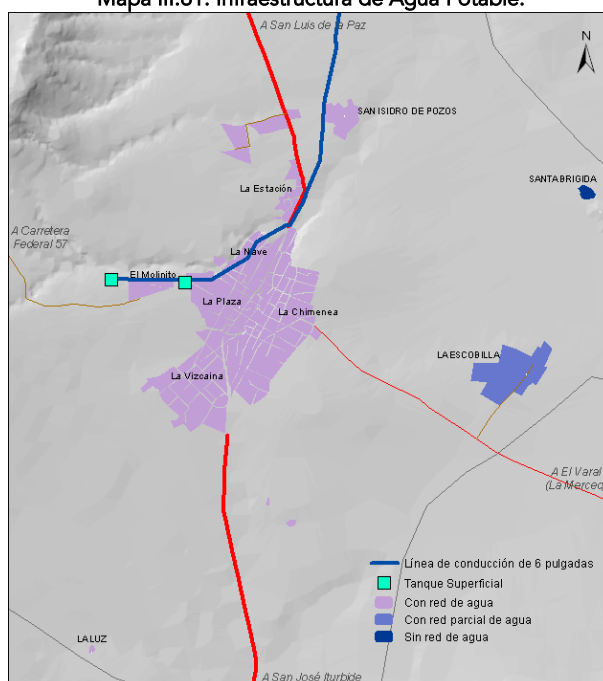 Mapa III.61. Infraestructura de Agua Potable.
A San Luis de la Paz
N
SAN ISIDRO DE POZOS
La Estación
SANTA BRIGIDA
A Carretera
Federal 57
La Nave
El Molinito
La Plaza
La Chimenea
LA ESCOBILLA
La Vizcaina
A El Varal
(La Merced)
Línea de conducción de 6 pulgadas
Tanque Superficial
Con red de agua
Con red parcial de agua
Sin red de agua
LA LUZ
A San José Iturbide